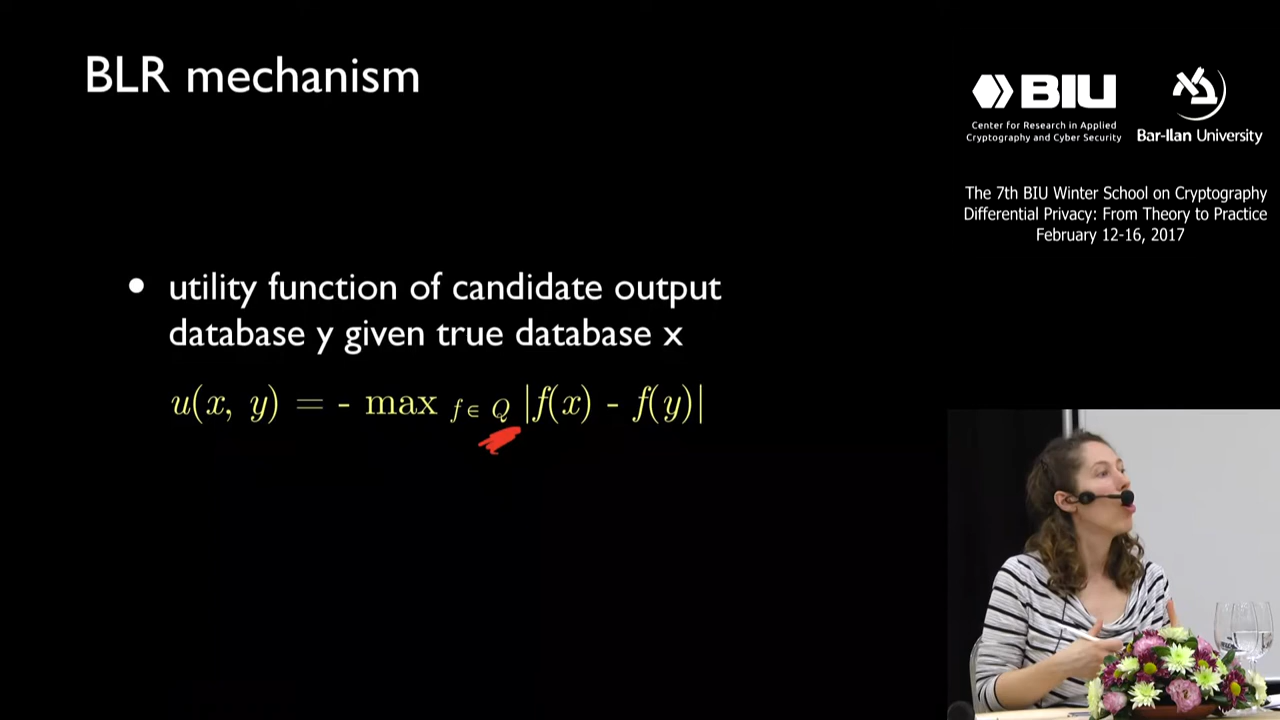 BLR mechanism
BIU
Center for Research in Applied
Cryptography and Cyber Security
Bar-Ilan University
The 7th BIU Winter School on Cryptography
Differential Privacy: From Theory to Practice
February 12-16, 2017
• utility function of candidate output
database y given true database x
u(x, y) = - max f∈ Q |f(x) - f(y)|